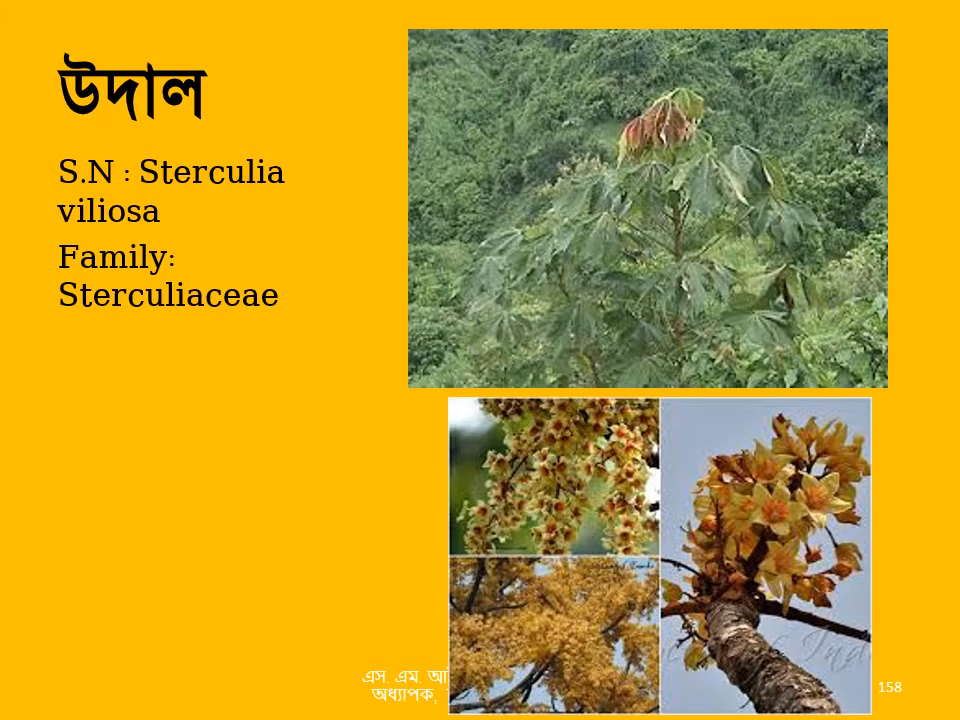 উদাল
S.N : Sterculia
viliosa
Family:
Sterculiaceae
এস. এম.
অধ্যাপক,
158